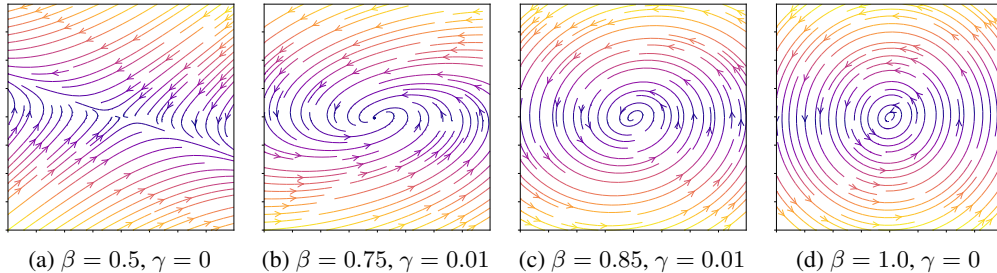 (a) β = 0.5, γ = 0
(b) β = 0.75, γ = 0.01
(c) β = 0.85, γ = 0.01
(d) β = 1.0, γ = 0